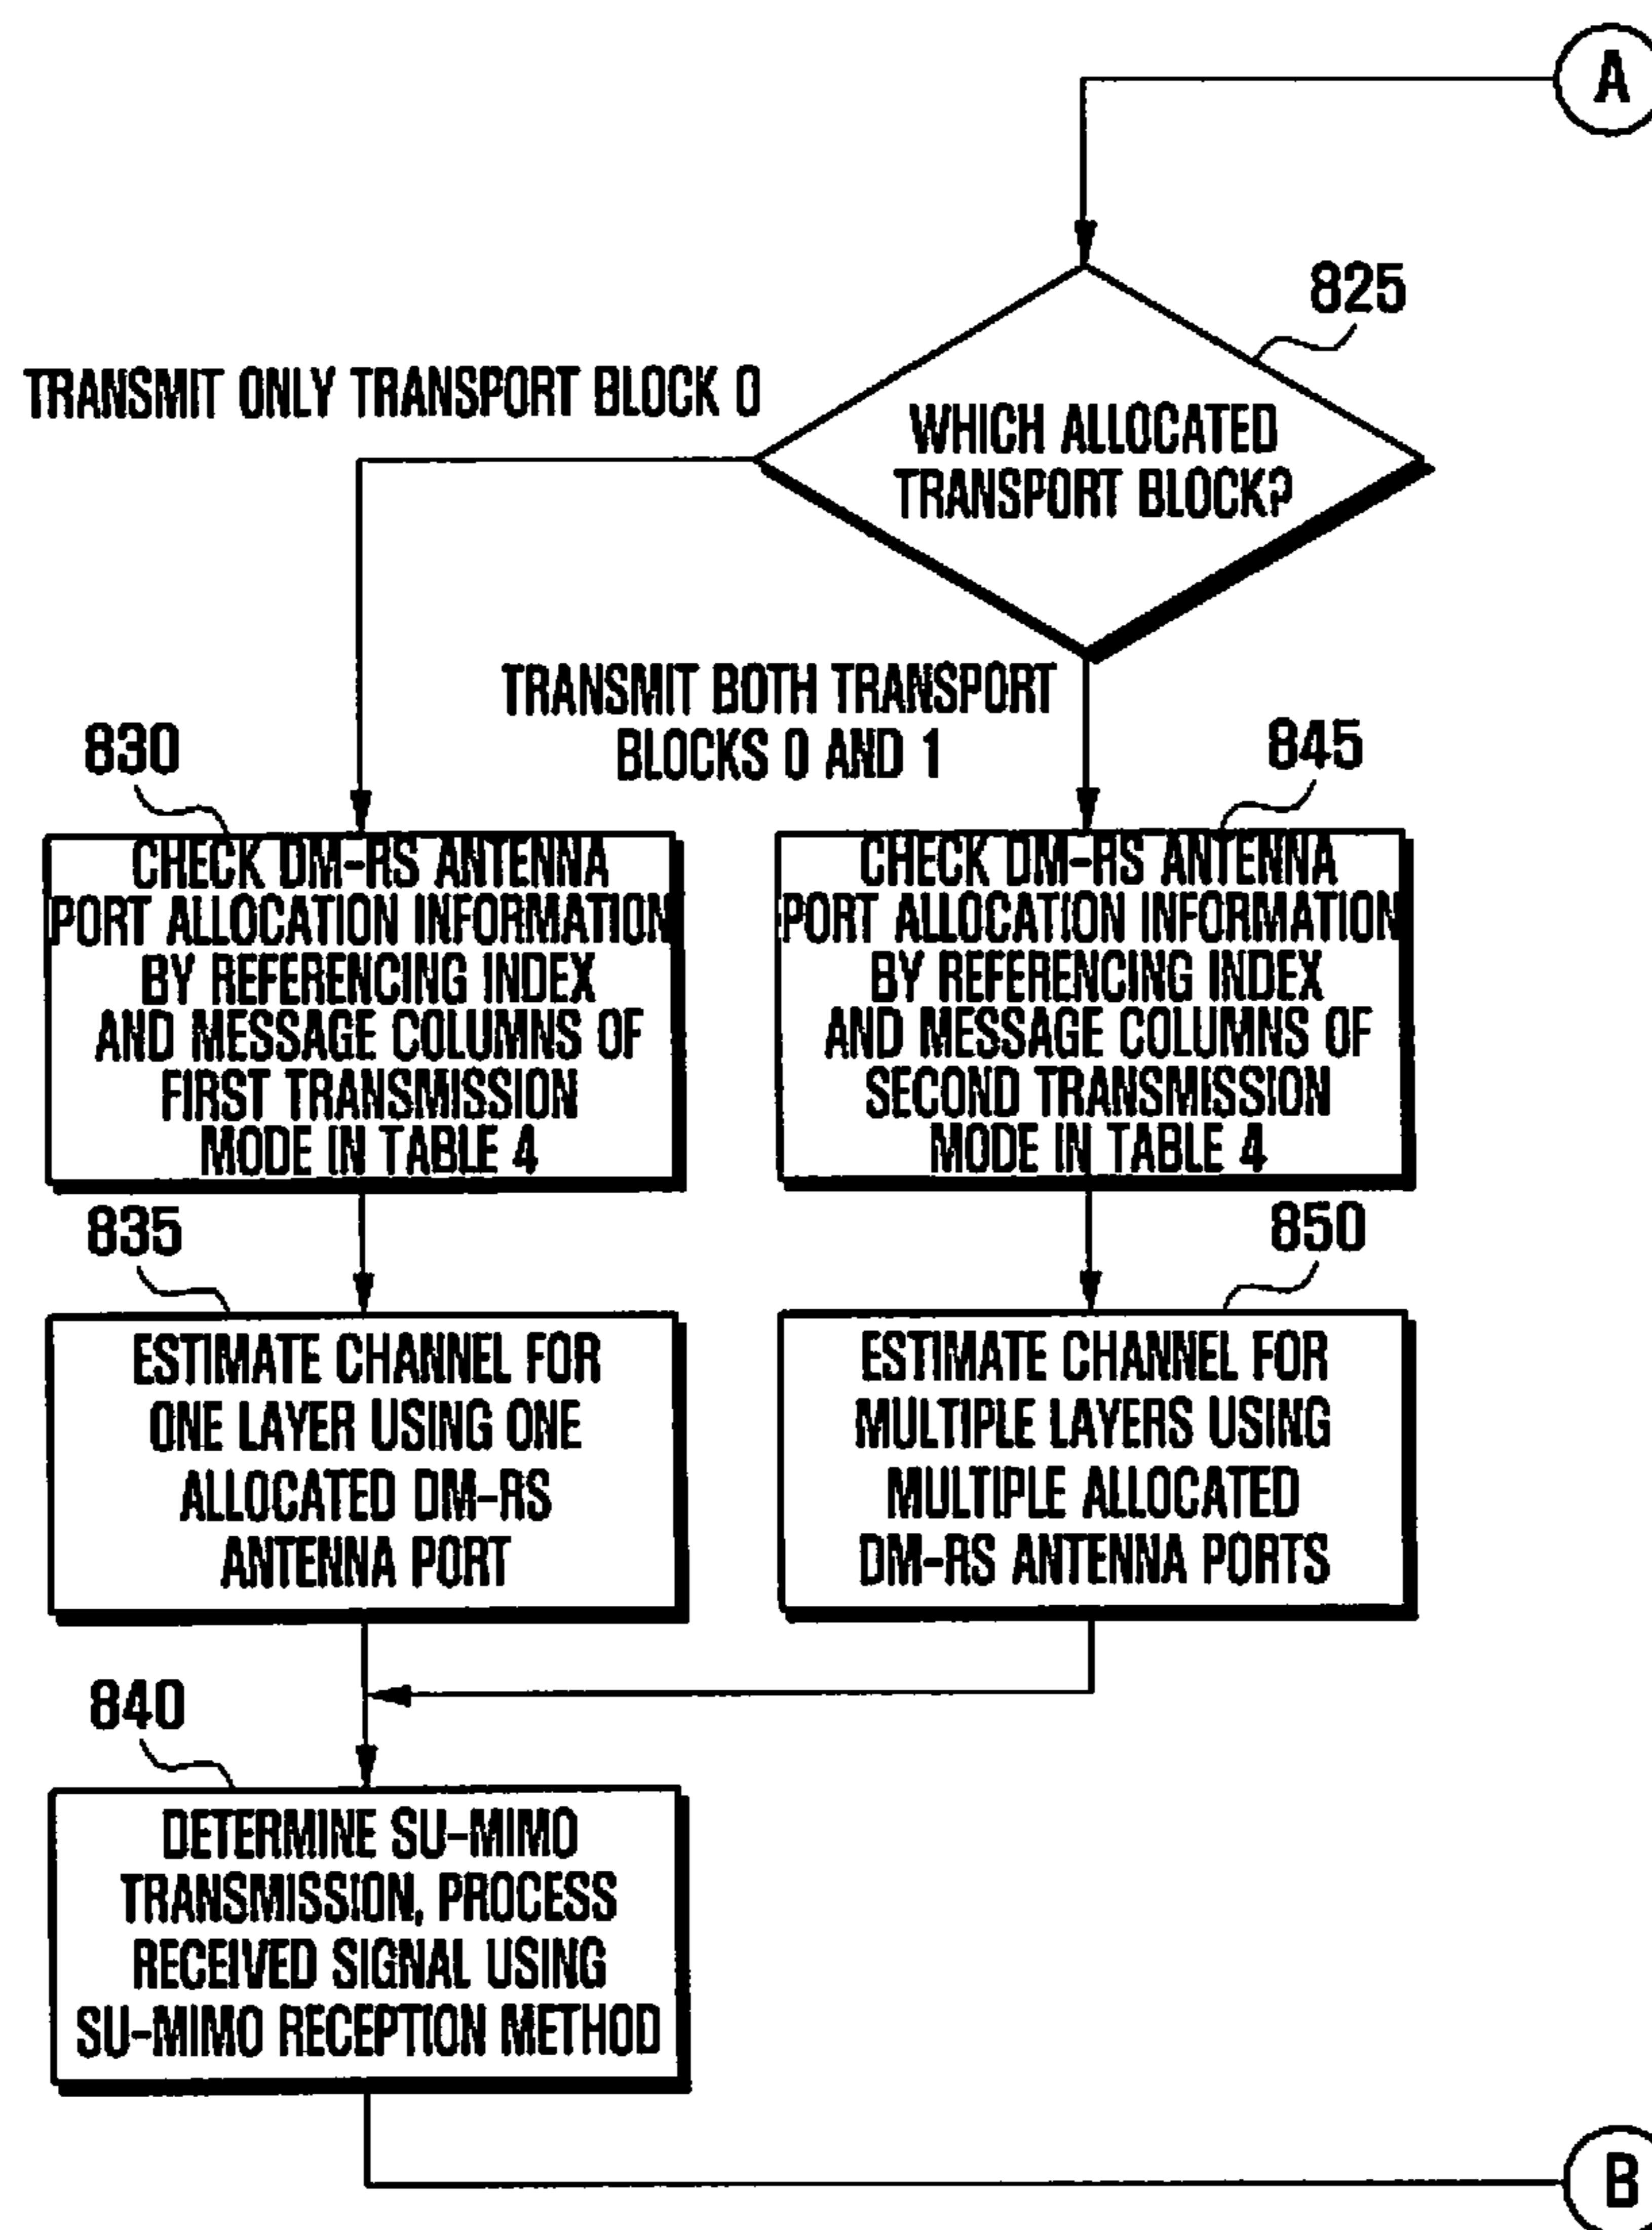 A
825
WHICH ALLOCATED
TRANSPORT BLOCK?
TRANSMIT ONLY TRANSPORT BLOCK 0
TRANSMIT BOTH TRANSPORT
BLOCKS 0 AND 1
830
CHECK DM-RS ANTENNA
PORT ALLOCATION INFORMATION
BY REFERENCING INDEX
AND MESSAGE COLUMNS OF
FIRST TRANSMISSION
MODE IN TABLE 4
845
CHECK DM-RS ANTENNA
PORT ALLOCATION INFORMATION
BY REFERENCING INDEX
AND MESSAGE COLUMNS OF
SECOND TRANSMISSION
MODE IN TABLE 4
835
ESTIMATE CHANNEL FOR
ONE LAYER USING ONE
ALLOCATED DM-RS
ANTENNA PORT
850
ESTIMATE CHANNEL FOR
MULTIPLE LAYERS USING
MULTIPLE ALLOCATED
DM-RS ANTENNA PORTS
840
DETERMINE SU-MIMO
TRANSMISSION, PROCESS
RECEIVED SIGNAL USING
SU-MIMO RECEPTION METHOD
B